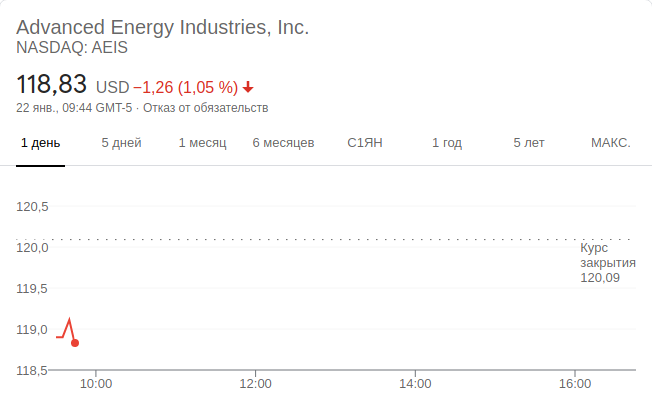 Advanced Energy Industries, Inc.
NASDAQ: AEIS
118,83 USD −1,26 (1,05 %)
22 янв., 09:44 GMT-5 · Отказ от обязательств
1 день 5 дней 1 месяц 6 месяцев С1ЯН 1 год 5 лет МАКС.
120,5
120,0
Курс
закрытия
120,09
119,5
119,0
118,5
10:00 12:00 14:00 16:00